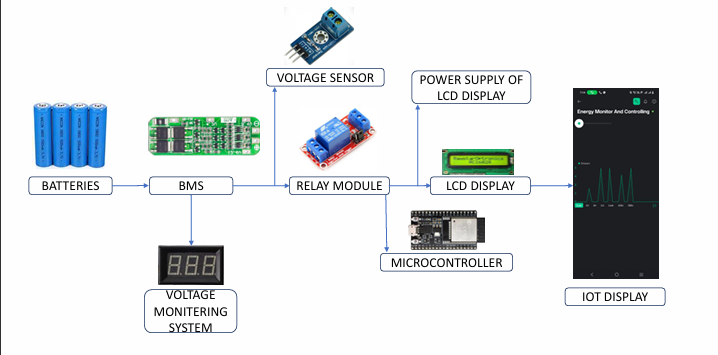 VOLTAGE SENSOR
POWER SUPPLY OF
LCD DISPLAY
Energy Monitor And Controlling
BATTERIES
BMS
RELAY MODULE
LCD DISPLAY
MICROCONTROLLER
VOLTAGE
MONITERING
SYSTEM
IOT DISPLAY